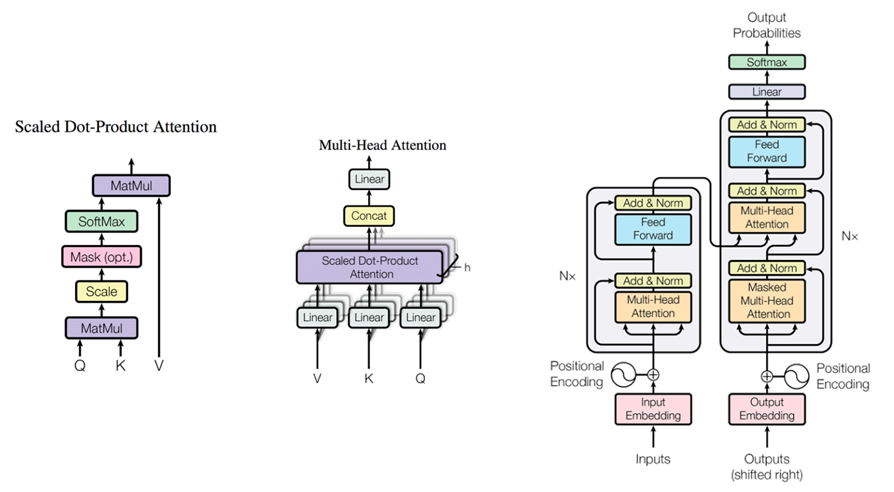 Scaled Dot-Product Attention
MatMul
SoftMax
Mask (opt.)
Scale
MatMul
Q K V
Multi-Head Attention
Linear
Concat
Scaled Dot-Product
Attention
h
Linear Linear Linear
V K Q
Output
Probabilities
Softmax
Linear
Add & Norm
Feed
Forward
Add & Norm
Multi-Head
Attention
Add & Norm
Masked
Multi-Head
Attention
N×
Add & Norm
Feed
Forward
Add & Norm
Multi-Head
Attention
N×
Positional
Encoding
Positional
Encoding
Input
Embedding
Output
Embedding
Inputs
Outputs
(shifted right)